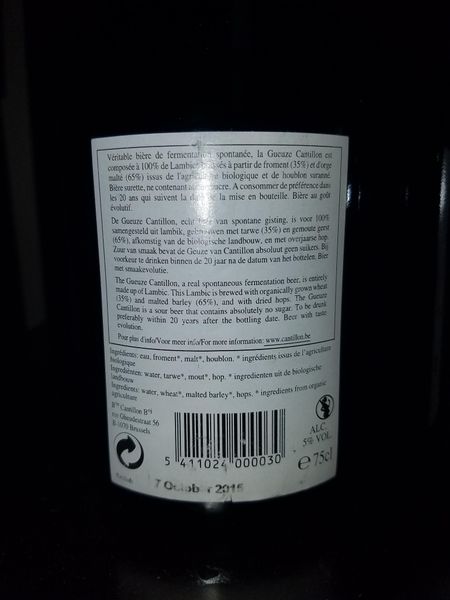 Véritable bière de fermentation spontanée, la Gueuze Cantillon est
composée à 100% de Lambics brassés à partir de froment (35%) et d'orge
malté (65%) issus de l'agriculture biologique et de houblon suranné.
Bière surette, ne contenant aucun sucre. A consommer de préférence dans
les 20 ans qui suivent la date de la mise en bouteille. Bière au goût
évolutif.
De Gueuze Cantillon, echt bier van spontane gisting, is voor 100%
samengesteld uit lambik, gebrouwen met tarwe (35%) en gemoute gerst
(65%), afkomstig van de biologische landbouw, en met overjaarse hop.
Zuur van smaak bevat de Geuze van Cantillon absoluut geen suikers. Bij
voorkeur te drinken binnen de 20 jaar na de datum van het bottelen. Bier
met smaakevolutie.
The Gueuze Cantillon, a real spontaneous fermentation beer, is entirely
made up of Lambic. This Lambic is brewed with organically grown wheat
(35%) and malted barley (65%), and with dried hops. The Gueuze
Cantillon is a sour beer that contains absolutely no sugar. To be drunk
preferably within 20 years after the bottling date. Beer with taste
evolution.
Pour plus d'info/Voor meer info/For more information: www.cantillon.be
Ingrédients: eau, froment*, malt*, houblon. * ingrédients issus de l'agriculture
biologique
Ingrediënten: water, tarwe*, mout*, hop. * ingredienten uit de biologische
landbouw
Ingredients: water, wheat*, malted barley*, hops. * ingredients from organic
agriculture
Cantillon
Gheudestraat 56
B-1070 Brussels
ALC.
5% VOL.
5 411024 000030
e 75cl
7 October 2015